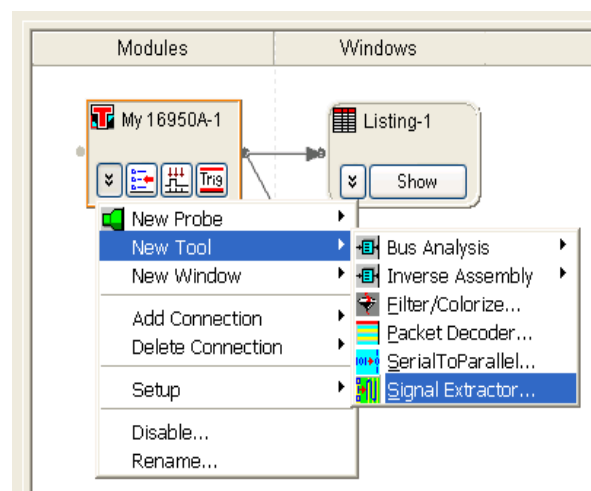 Modules Windows
My 16950A-1 Listing-1
Trig Show
New Probe
New Tool
New Window
Add Connection
Delete Connection
Setup
Disable...
Rename...
Bus Analysis
Inverse Assembly
Filter/Colorize...
Packet Decoder...
SerialToParallel...
Signal Extractor...